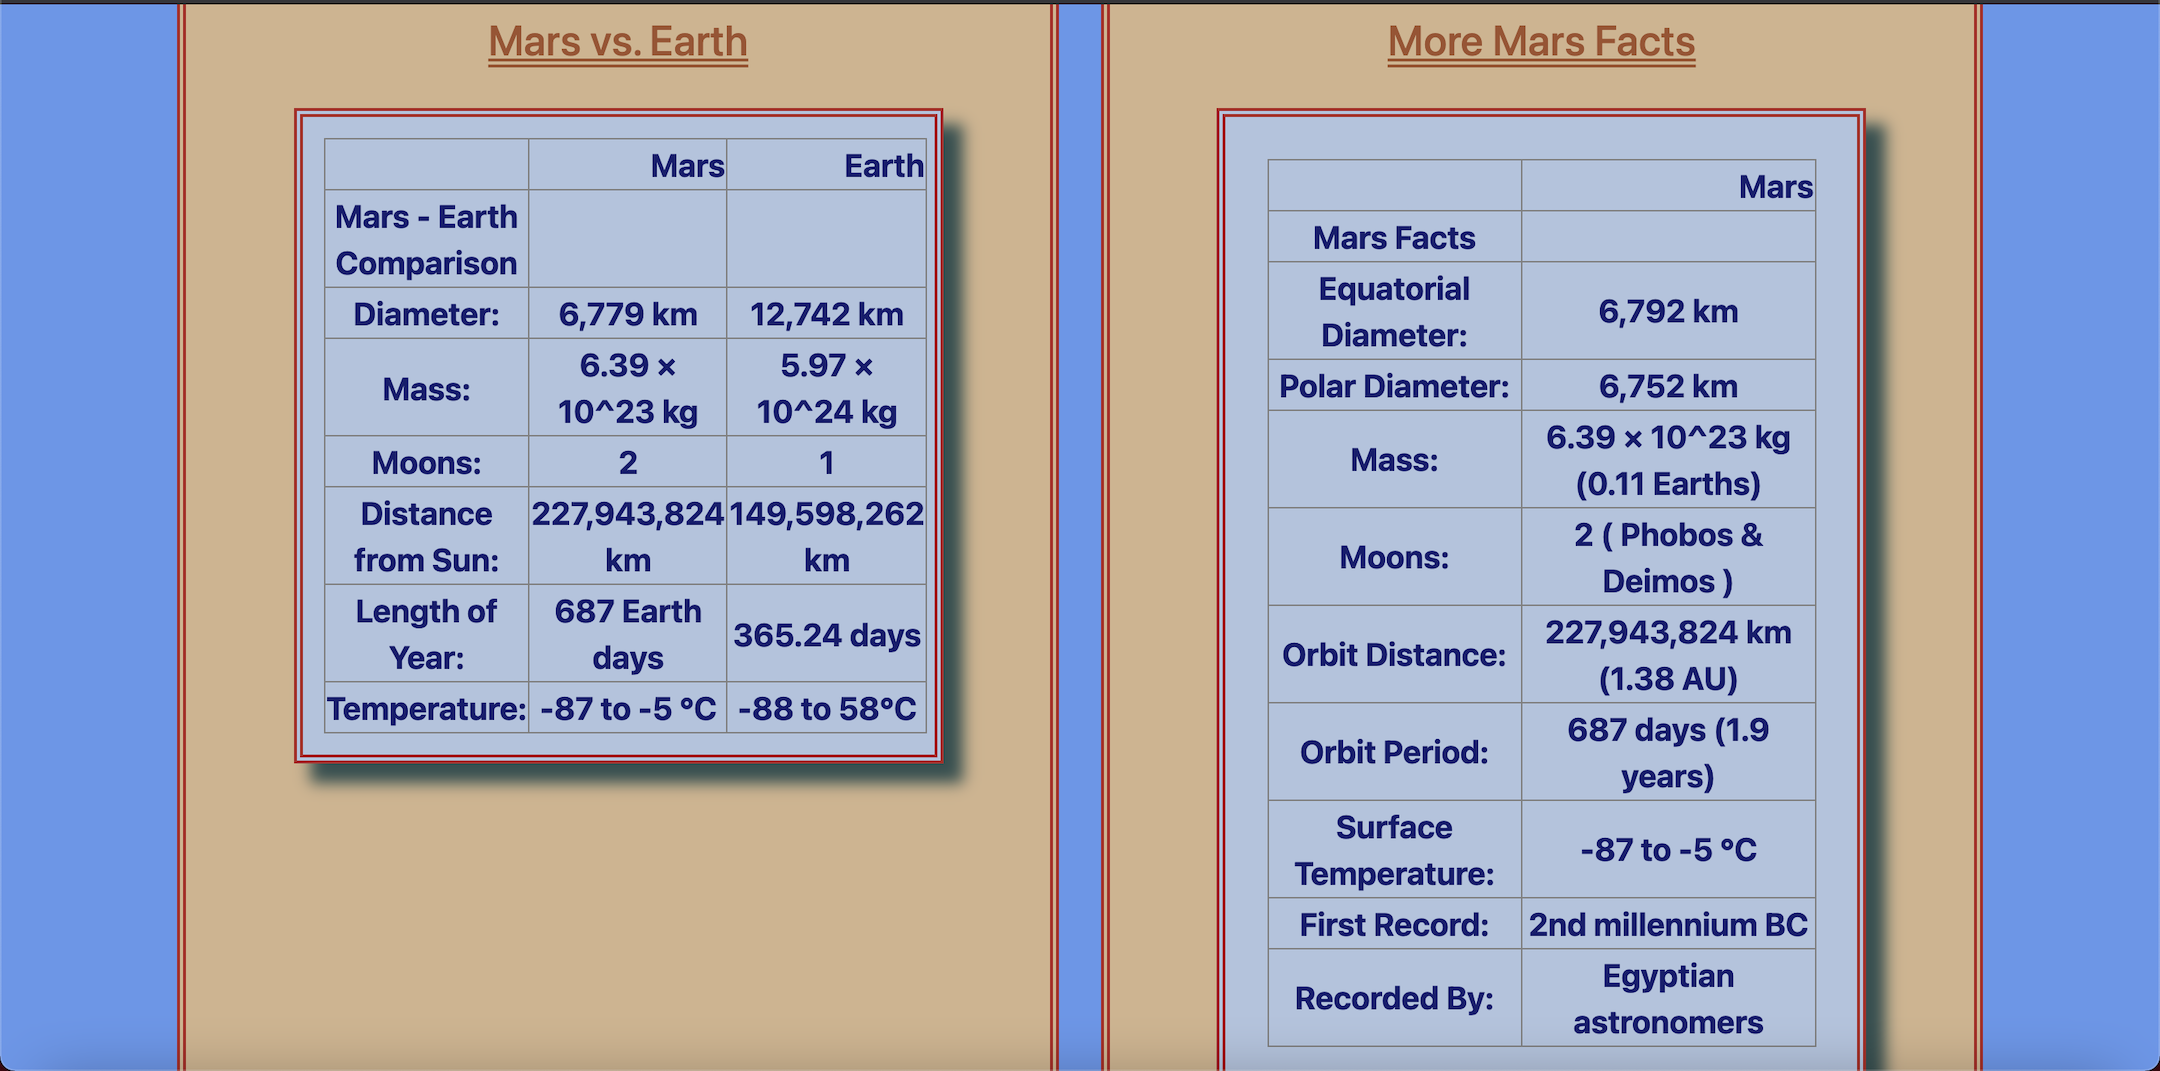 Mars vs. Earth
Mars Earth
Mars - Earth
Comparison
Diameter: 6,779 km 12,742 km
Mass: 6.39 × 10^23 kg 5.97 × 10^24 kg
Moons: 2 1
Distance from Sun: 227,943,824 km 149,598,262 km
Length of Year: 687 Earth days 365.24 days
Temperature: -87 to -5 °C -88 to 58°C
More Mars Facts
Mars
Mars Facts
Equatorial Diameter: 6,792 km
Polar Diameter: 6,752 km
Mass: 6.39 × 10^23 kg (0.11 Earths)
Moons: 2 ( Phobos & Deimos )
Orbit Distance: 227,943,824 km (1.38 AU)
Orbit Period: 687 days (1.9 years)
Surface Temperature: -87 to -5 °C
First Record: 2nd millennium BC
Recorded By: Egyptian astronomers